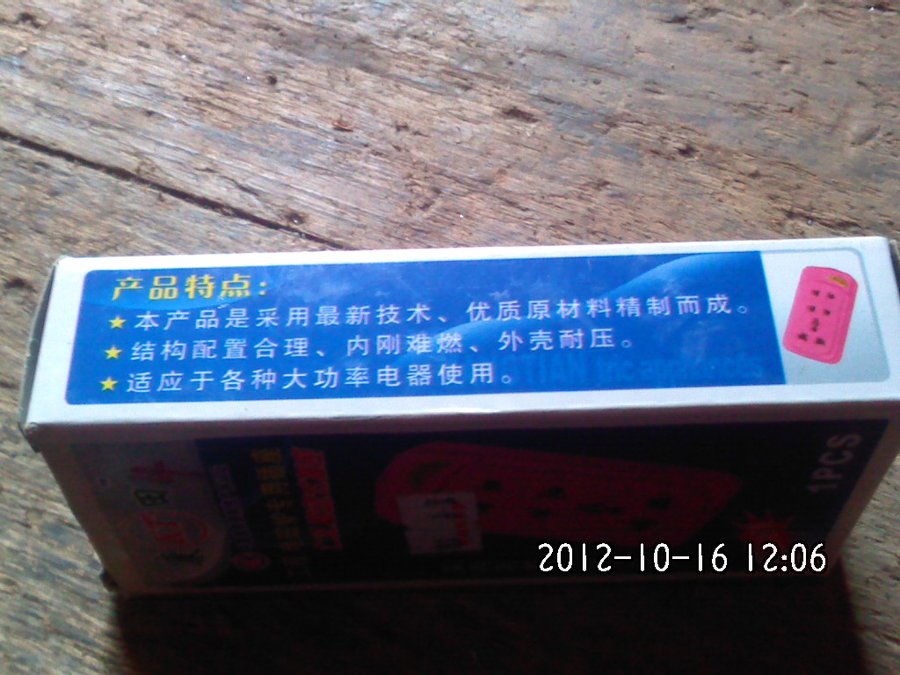 产品特点:
★本产品是采用最新技术、优质原材料精制而成。
★结构配置合理、内刚难燃、外壳耐压。
★适应于各种大功率电器使用。
1PCS
2012-10-16 12:06